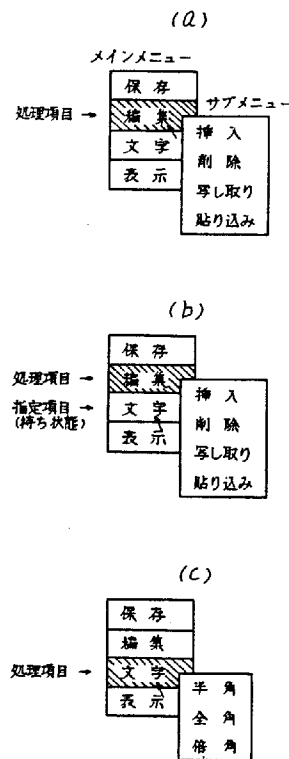 (a)
メインメニュー
保存
処理項目→
編集
サブメニュー
文字
表示
挿入
削除
写し取り
貼り込み
(b)
保存
処理項目→
編集
指定項目→
(待ち状態)
文字
表示
挿入
削除
写し取り
貼り込み
(c)
保存
編集
処理項目→
文字
表示
半角
全角
倍角